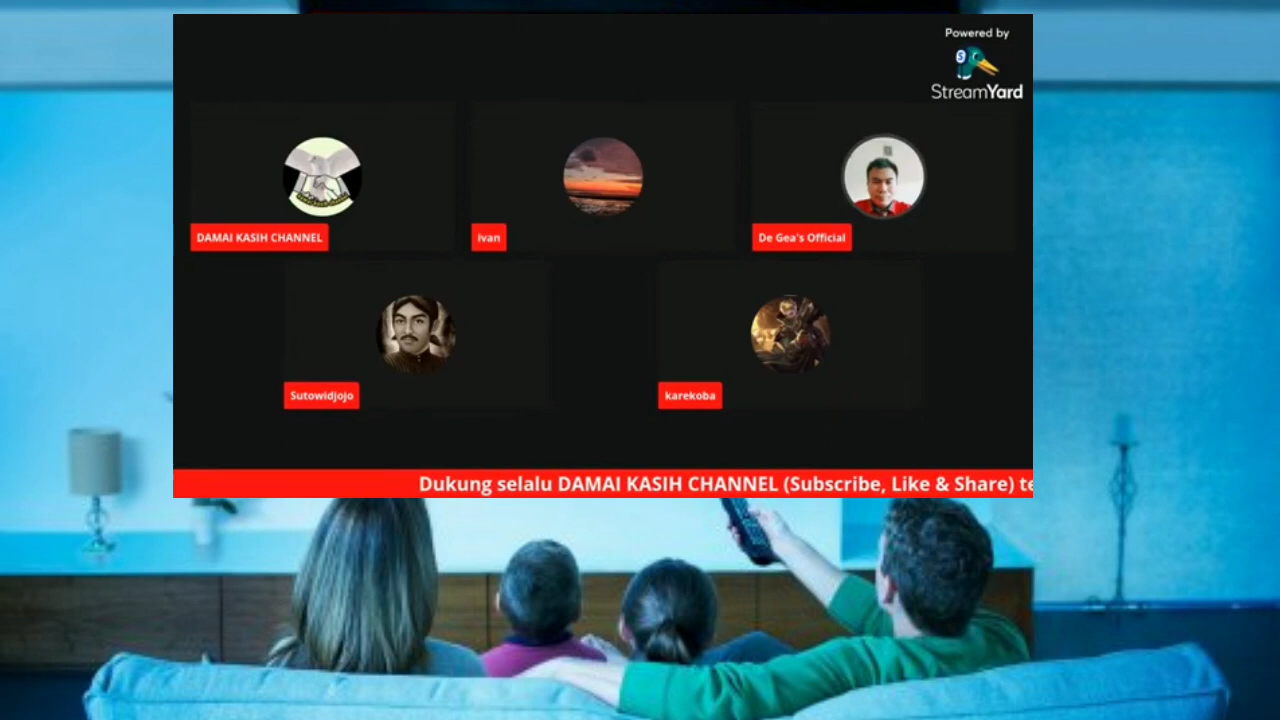 Powered by
StreamYard
DAMAI KASIH CHANNEL
ivan
De Gea's Official
Sutowidjojo
karekoba
Dukung selalu DAMAI KASIH CHANNEL (Subscribe, Like & Share)